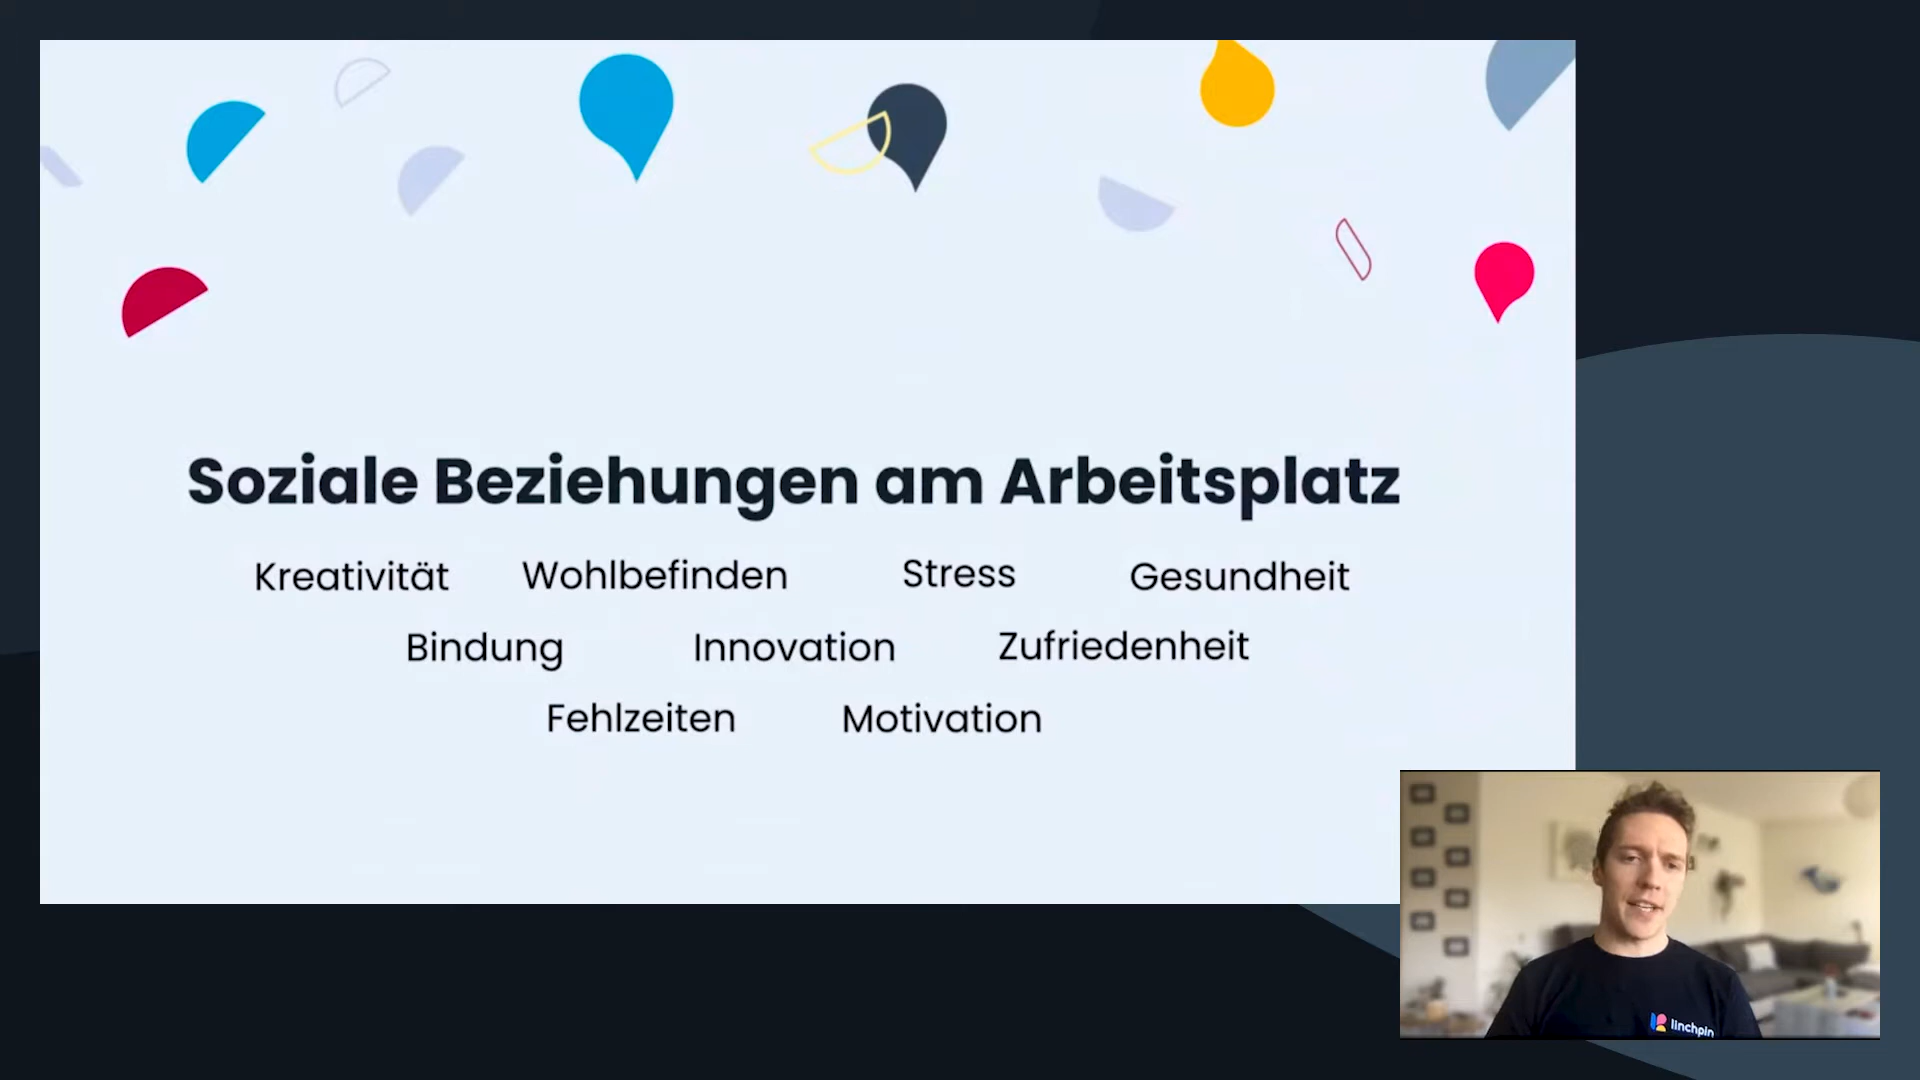 Soziale Beziehungen am Arbeitsplatz
Kreativität Wohlbefinden Stress Gesundheit
Bindung Innovation Zufriedenheit
Fehlzeiten Motivation
linchpin